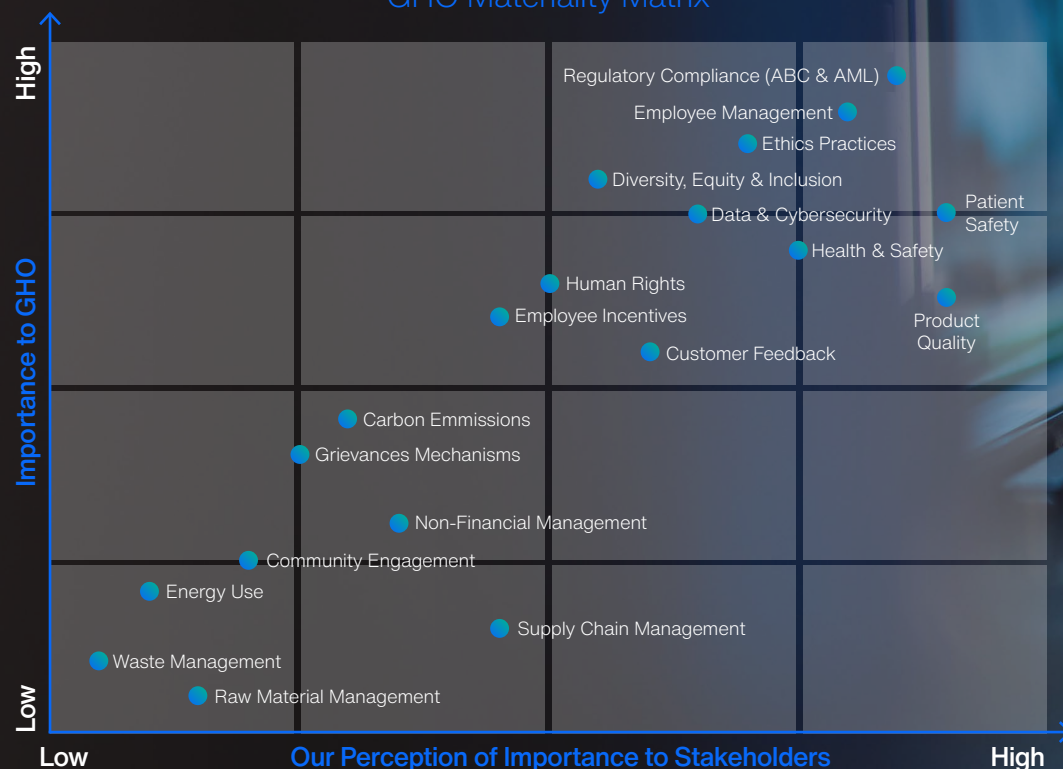 GHO Materiality Matrix
High
Regulatory Compliance (ABC & AML)
Employee Management
Ethics Practices
Diversity, Equity & Inclusion
Patient
Safety
Data & Cybersecurity
Health & Safety
Human Rights
Employee Incentives
Product
Quality
Customer Feedback
Importance to GHO
Carbon Emmissions
Grievances Mechanisms
Non-Financial Management
Community Engagement
Energy Use
Supply Chain Management
Waste Management
Raw Material Management
Low
Low
Our Perception of Importance to Stakeholders
High